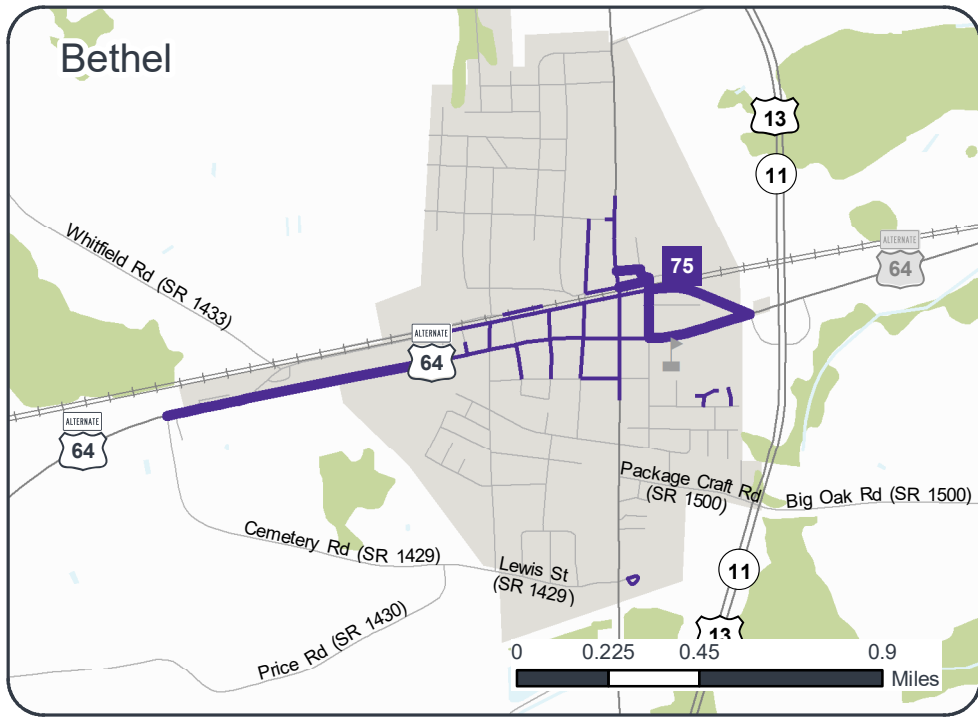 Bethel
13
11
Whitfield Rd (SR 1433)
75
ALTERNATE
64
ALTERNATE
64
ALTERNATE
64
Package Craft Rd
(SR 1500)
Big Oak Rd (SR 1500)
Cemetery Rd (SR 1429)
Lewis St
(SR 1429)
11
Price Rd (SR 1430)
13
0 0.225 0.45 0.9
Miles